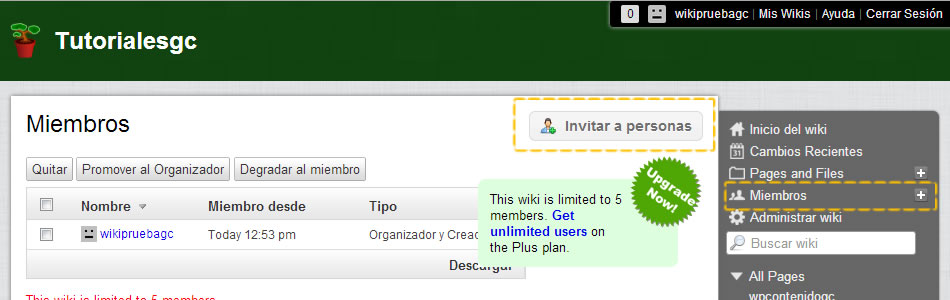 0 wikipruebagc | Mis Wikis | Ayuda | Cerrar Sesión
Tutorialesgc
Miembros
Invitar a personas
Quitar Promover al Organizador Degradar al miembro
Nombre Miembro desde Tipo
wikipruebagc Today 12:53 pm Organizador y Creac
Descargar
This wiki is limited to 5 members
This wiki is limited to 5
members. Get
unlimited users on
the Plus plan.
Upgrade
Now!
Inicio del wiki
31 Cambios Recientes
Pages and Files +
Miembros +
Administrar wiki
Buscar wiki
All Pages
wpcontenidogc